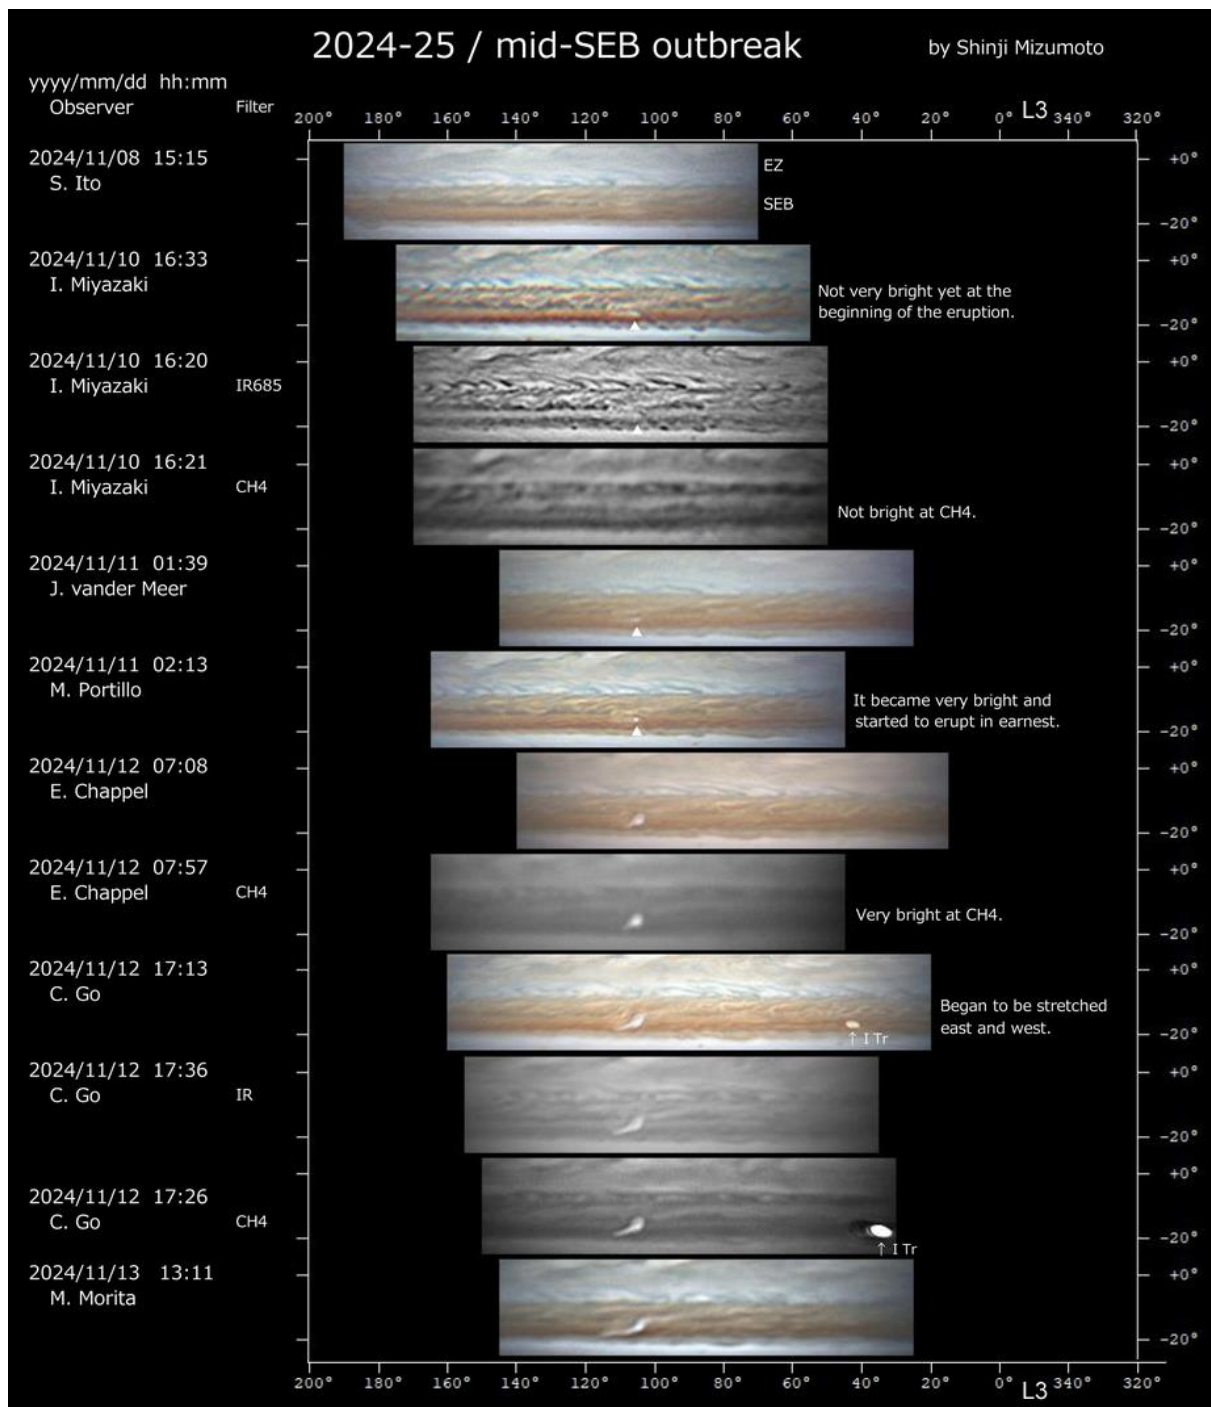 2024-25 / mid-SEB outbreak
by Shinji Mizumoto
yyyy/mm/dd hh:mm
Observer
Filter
200° 180° 160° 140° 120° 100° 80° 60° 40° 20° 0° L3 340° 320°
2024/11/08 15:15
S. Ito
EZ
+0°
SEB
-20°
2024/11/10 16:33
I. Miyazaki
+0°
Not very bright yet at the
beginning of the eruption.
-20°
2024/11/10 16:20
I. Miyazaki
IR685
+0°
-20°
2024/11/10 16:21
I. Miyazaki
CH4
+0°
Not bright at CH4.
-20°
2024/11/11 01:39
J. vander Meer
+0°
-20°
2024/11/11 02:13
M. Portillo
+0°
It became very bright and
started to erupt in earnest.
-20°
2024/11/12 07:08
E. Chappel
+0°
-20°
2024/11/12 07:57
E. Chappel
CH4
+0°
Very bright at CH4.
-20°
2024/11/12 17:13
C. Go
+0°
Began to be stretched
east and west.
↑ I Tr
-20°
2024/11/12 17:36
C. Go
IR
+0°
-20°
2024/11/12 17:26
C. Go
CH4
+0°
-20°
↑ I Tr
2024/11/13 13:11
M. Morita
+0°
-20°
200° 180° 160° 140° 120° 100° 80° 60° 40° 20° 0° L3 340° 320°